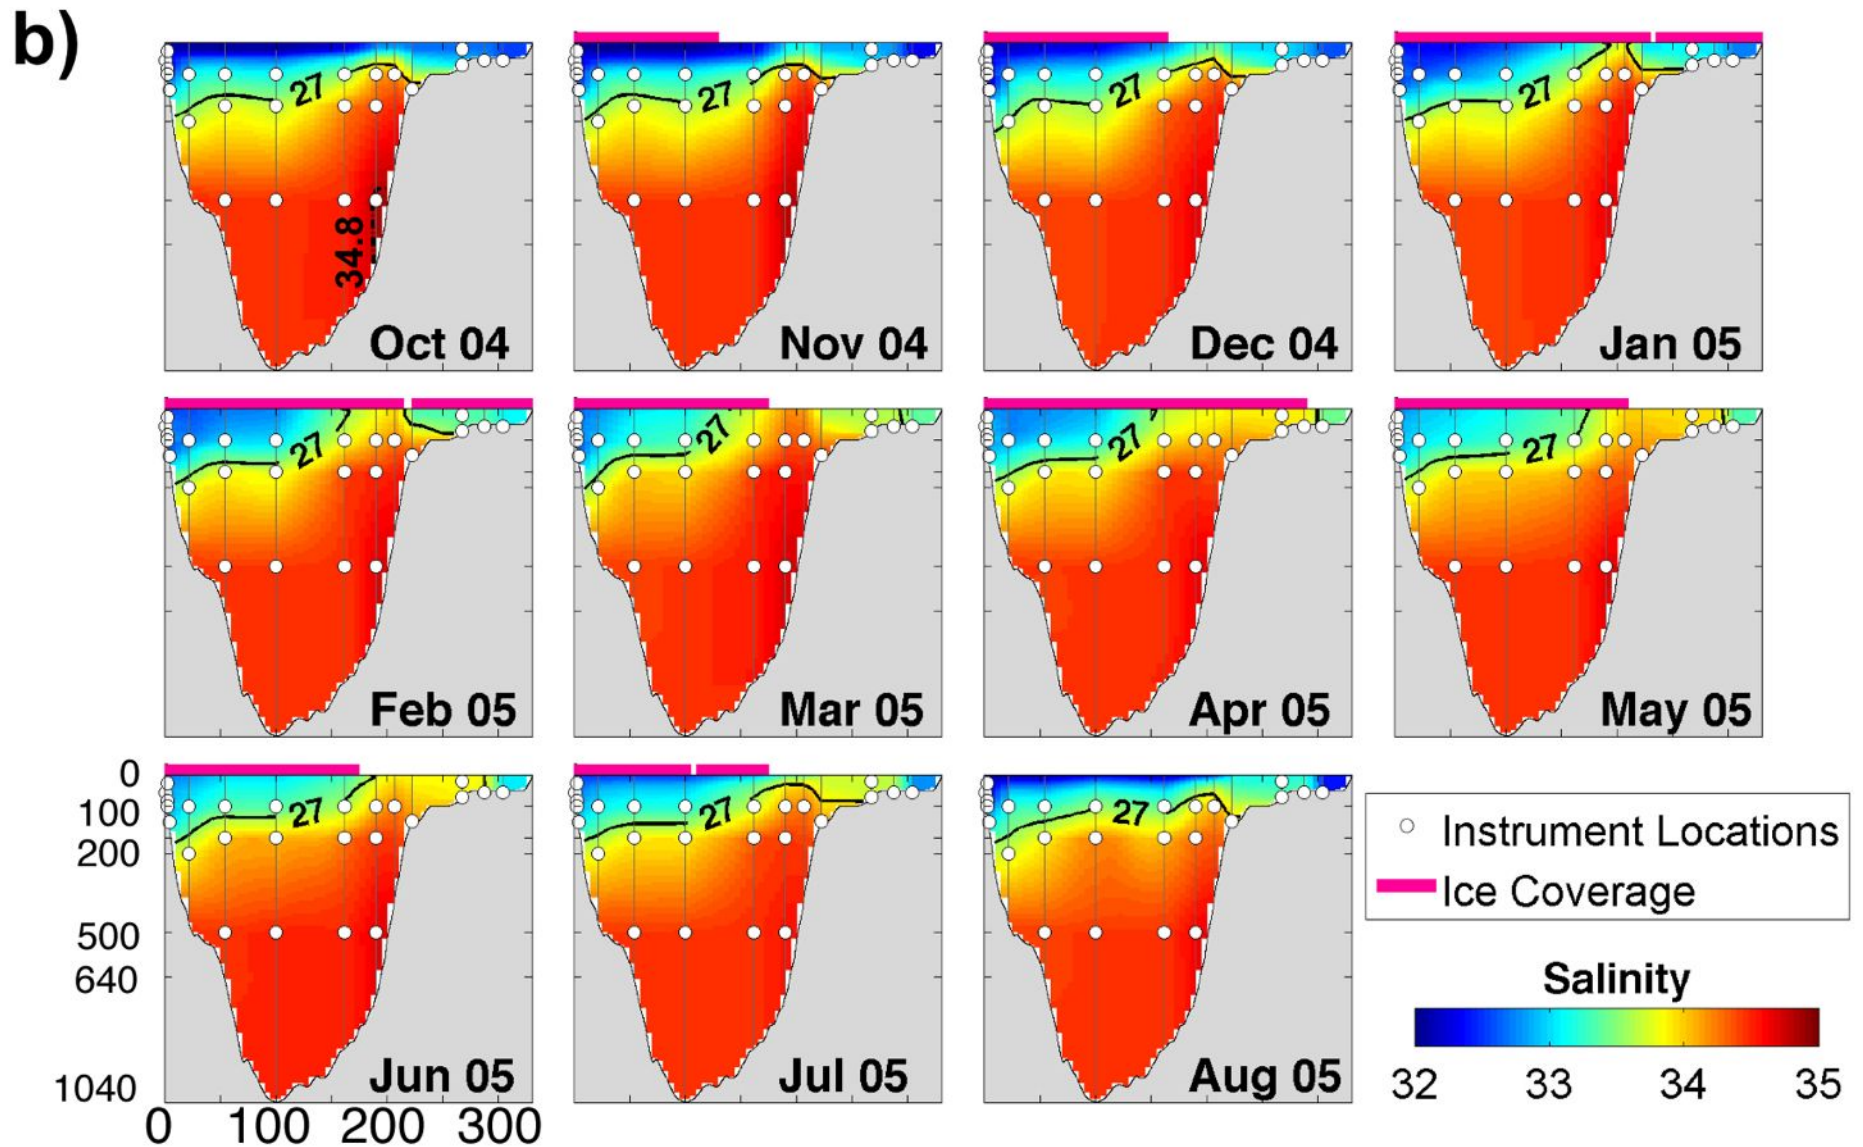 b)
27
34.8
Oct 04
27
Nov 04
27
Dec 04
27
Jan 05
27
Feb 05
27
Mar 05
27
Apr 05
27
May 05
0
100
200
500
640
1040
27
Jun 05
0 100 200 300
27
Jul 05
27
Aug 05
Instrument Locations
Ice Coverage
Salinity
32 33 34 35